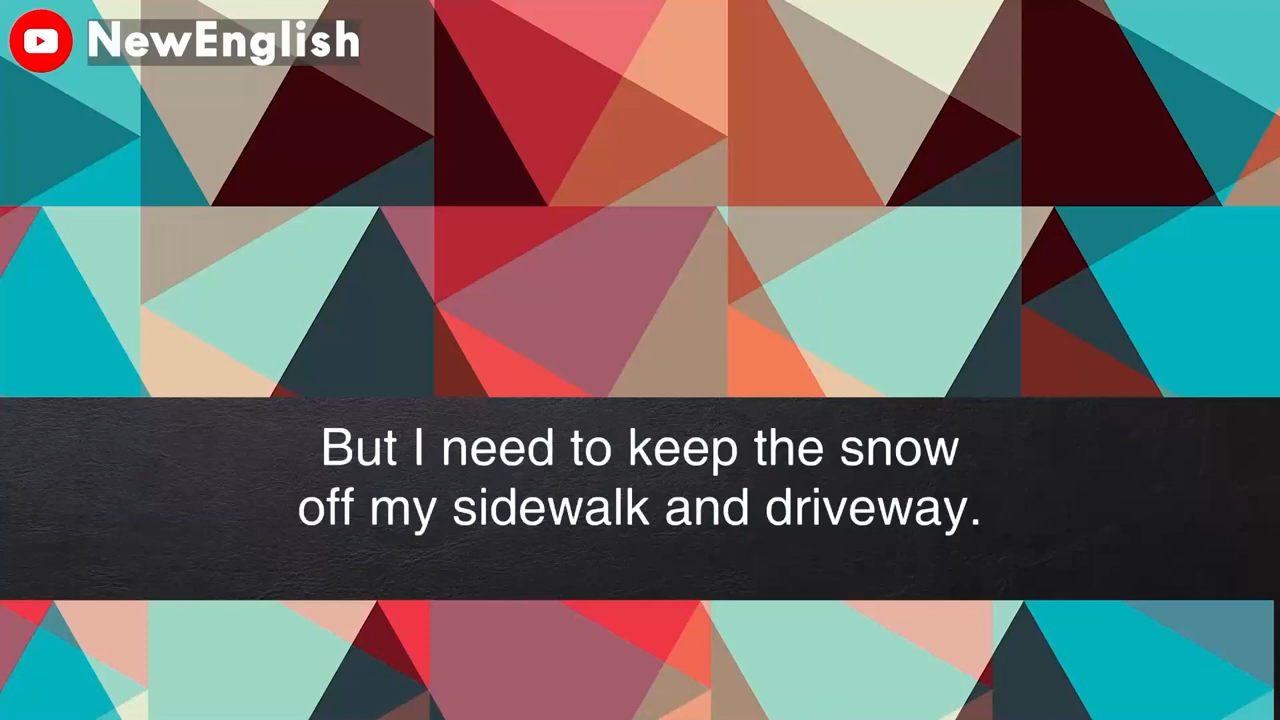 NewEnglish
But I need to keep the snow
off my sidewalk and driveway.